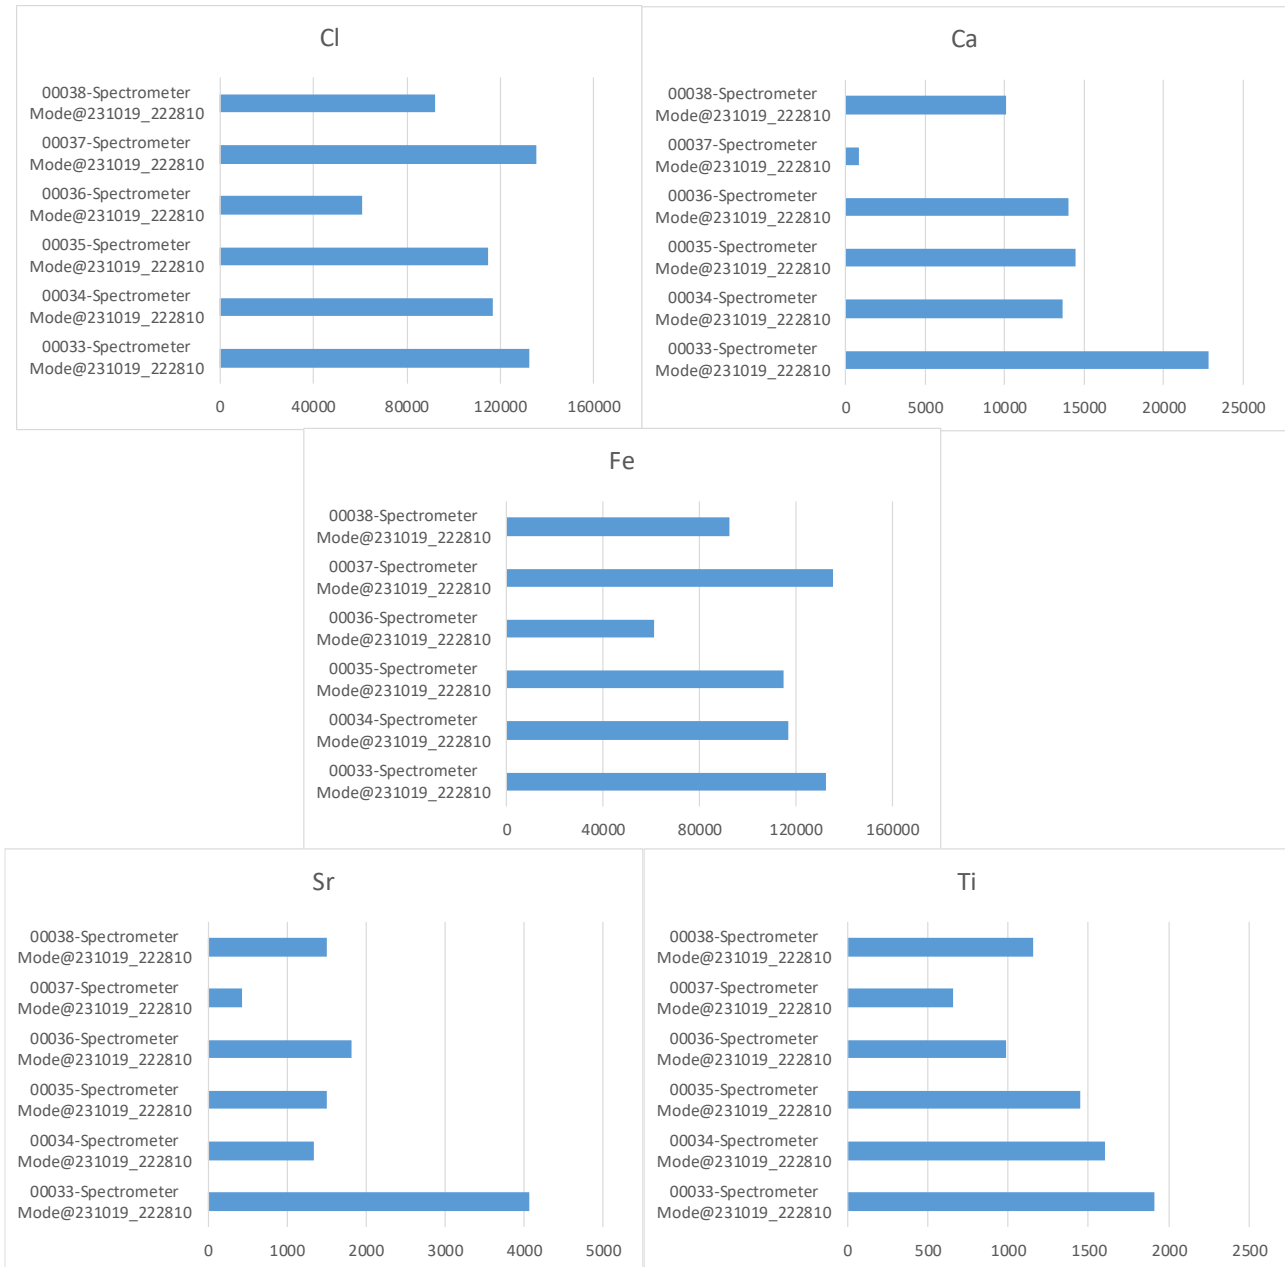 Cl
00038-Spectrometer
Mode@231019_222810
00037-Spectrometer
Mode@231019_222810
00036-Spectrometer
Mode@231019_222810
00035-Spectrometer
Mode@231019_222810
00034-Spectrometer
Mode@231019_222810
00033-Spectrometer
Mode@231019_222810
0 40000 80000 120000 160000
Ca
00038-Spectrometer
Mode@231019_222810
00037-Spectrometer
Mode@231019_222810
00036-Spectrometer
Mode@231019_222810
00035-Spectrometer
Mode@231019_222810
00034-Spectrometer
Mode@231019_222810
00033-Spectrometer
Mode@231019_222810
0 5000 10000 15000 20000 25000
Fe
00038-Spectrometer
Mode@231019_222810
00037-Spectrometer
Mode@231019_222810
00036-Spectrometer
Mode@231019_222810
00035-Spectrometer
Mode@231019_222810
00034-Spectrometer
Mode@231019_222810
00033-Spectrometer
Mode@231019_222810
0 40000 80000 120000 160000
Sr
00038-Spectrometer
Mode@231019_222810
00037-Spectrometer
Mode@231019_222810
00036-Spectrometer
Mode@231019_222810
00035-Spectrometer
Mode@231019_222810
00034-Spectrometer
Mode@231019_222810
00033-Spectrometer
Mode@231019_222810
0 1000 2000 3000 4000 5000
Ti
00038-Spectrometer
Mode@231019_222810
00037-Spectrometer
Mode@231019_222810
00036-Spectrometer
Mode@231019_222810
00035-Spectrometer
Mode@231019_222810
00034-Spectrometer
Mode@231019_222810
00033-Spectrometer
Mode@231019_222810
0 500 1000 1500 2000 2500